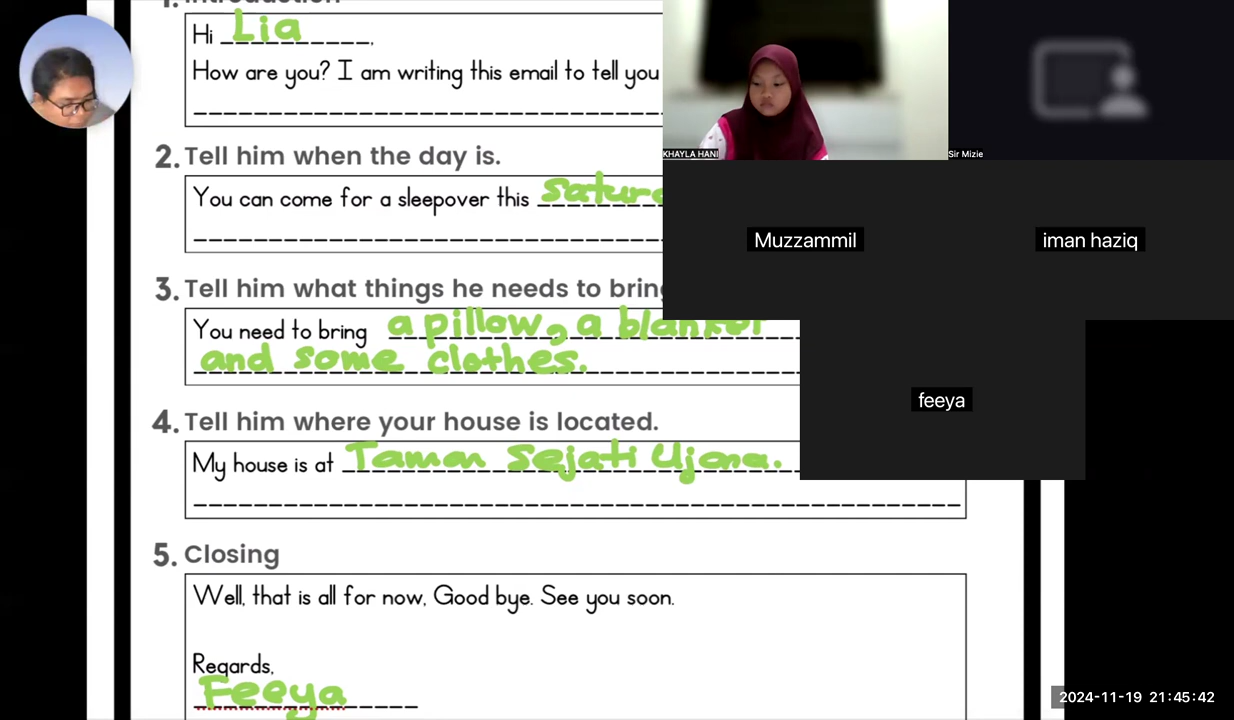 1. Introduction
Hi Lia,
How are you? I am writing this email to tell you
2. Tell him when the day is.
You can come for a sleepover this
3. Tell him what things he needs to bring
You need to bring a pillow, a blanket
and some clothes.
4. Tell him where your house is located.
My house is at Taman Sejati Ujana.
5. Closing
Well, that is all for now, Good bye. See you soon.
Regards,
Feeya
KHAYLA HANI
Sir Mizie
Muzzammil
iman haziq
feeya
2024-11-19 21:45:42